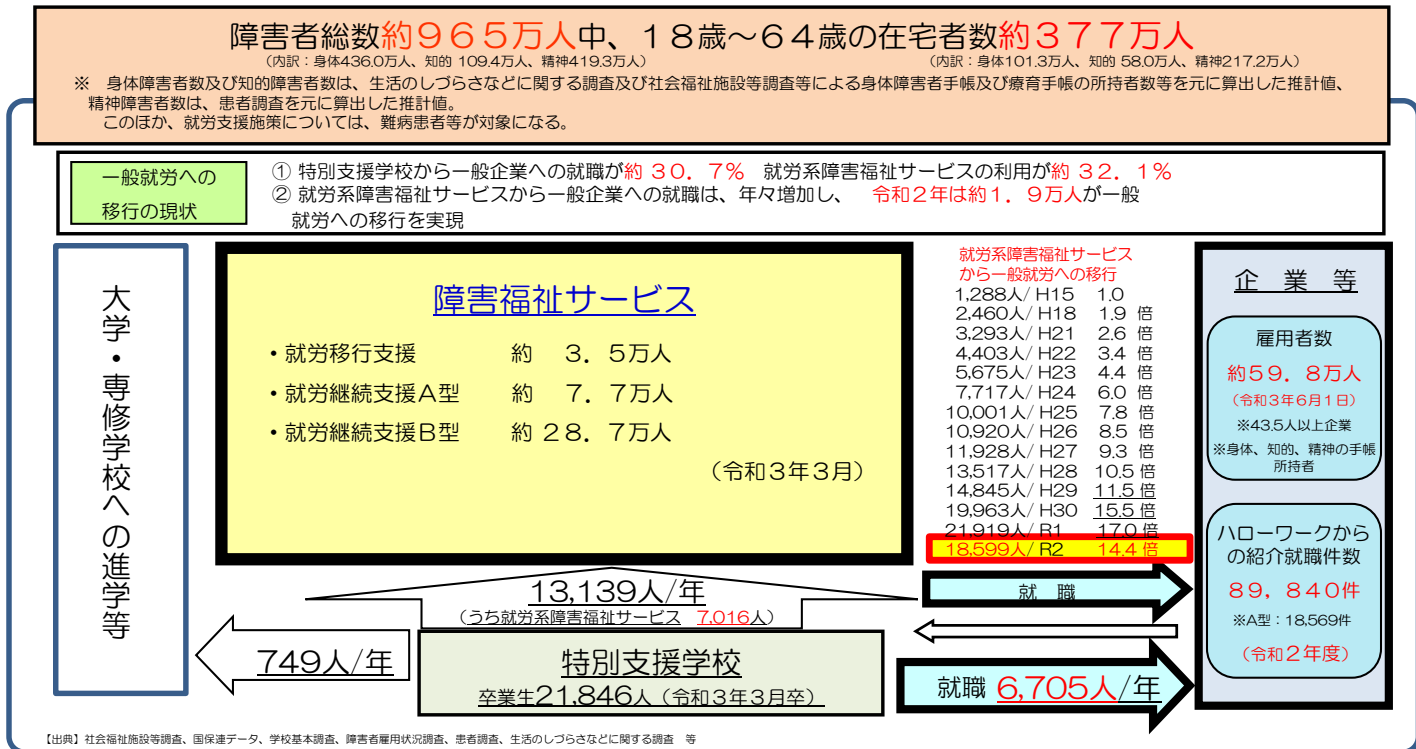 障害者総数約９６５万人中、１８歳～６４歳の在宅者数約３７７万人
（内訳：身体436.0万人、知的 109.4万人、精神419.3万人） （内訳：身体101.3万人、知的 58.0万人、精神217.2万人）
※　身体障害者数及び知的障害者数は、生活のしづらさなどに関する調査及び社会福祉施設等調査等による身体障害者手帳及び療育手帳の所持者数等を元に算出した推計値、
精神障害者数は、患者調査を元に算出した推計値。
このほか、就労支援施策については、難病患者等が対象になる。
一般就労への
移行の現状
① 特別支援学校から一般企業への就職が約 ３０．７％　就労系障害福祉サービスの利用が約 ３２．１％
② 就労系障害福祉サービスから一般企業への就職は、年々増加し、　令和２年は約１．９万人が一般
就労への移行を実現
大学・専修学校への進学等
障害福祉サービス
・就労移行支援　　　約　３．５万人
・就労継続支援Ａ型　　約　７．７万人
・就労継続支援Ｂ型　　約 ２８．７万人
（令和３年３月）
就労系障害福祉サービス
から一般就労への移行
1,288人/ H15　1.0
2,460人/ H18　1.9 倍
3,293人/ H21　2.6 倍
4,403人/ H22　3.4 倍
5,675人/ H23　4.4 倍
7,717人/ H24　6.0 倍
10,001人/ H25　7.8 倍
10,920人/ H26　8.5 倍
11,928人/ H27　9.3 倍
13,517人/ H28　10.5 倍
14,845人/ H29　11.5 倍
19,963人/ H30　15.5 倍
21,919人/ R1　17.0 倍
18,599人/ R2　14.4 倍
企　業　等
雇用者数
約５９．８万人
（令和３年６月１日）
※43.5人以上企業
※身体、知的、精神の手帳
所持者
ハローワークから
の紹介就職件数
８９，８４０件
※A型：18,569件
（令和２年度）
13,139人/年
（うち就労系障害福祉サービス　7,016人）
就　職
749人/年
特別支援学校
卒業生21,846人（令和３年３月卒）
就職 6,705人/年
【出典】社会福祉施設等調査、国保連データ、学校基本調査、障害者雇用状況調査、患者調査、生活のしづらさなどに関する調査　等